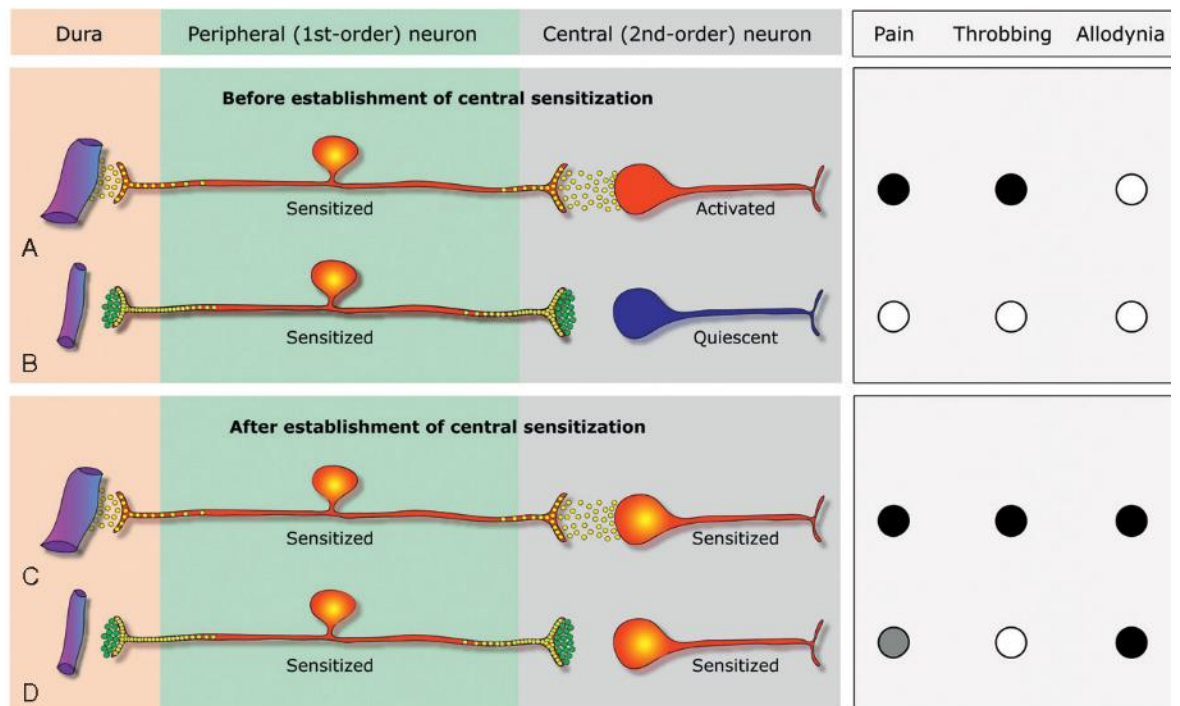 Dura Peripheral (1st-order) neuron Central (2nd-order) neuron Pain Throbbing Allodynia
Before establishment of central sensitization
Sensitized Activated
A
Sensitized Quiescent
B
After establishment of central sensitization
Sensitized Sensitized
C
Sensitized Sensitized
D